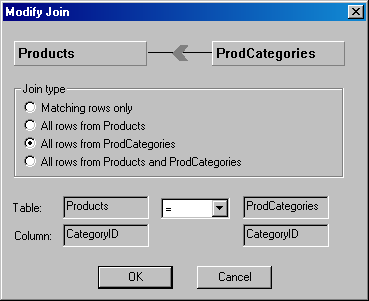 Modify Join
Products ProdCategories
Join type
Matching rows only
All rows from Products
All rows from ProdCategories
All rows from Products and ProdCategories
Table: Products = ProdCategories
Column: CategoryID CategoryID
OK Cancel